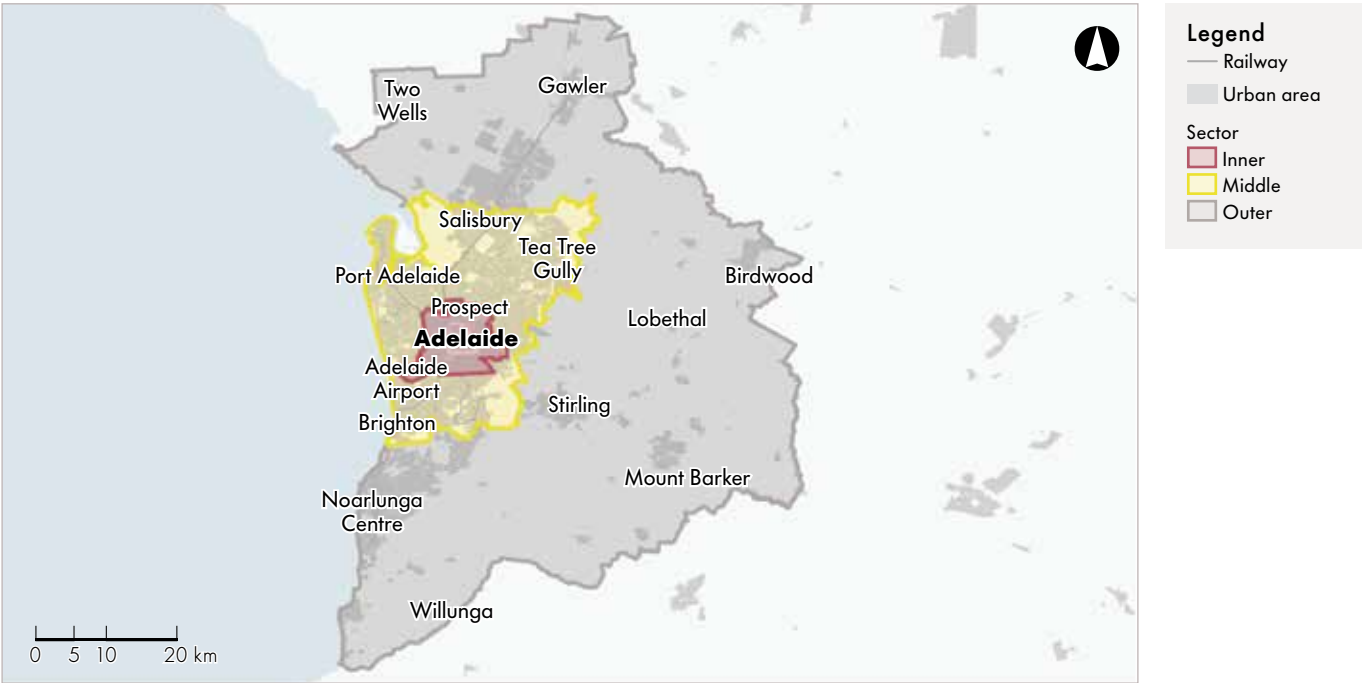 Two
Wells
Gawler
Salisbury
Tea Tree
Gully
Port Adelaide
Birdwood
Prospect
Lobethal
Adelaide
Adelaide
Airport
Stirling
Brighton
Mount Barker
Noarlunga
Centre
Willunga
0 5 10 20 km
Legend
Railway
Urban area
Sector
Inner
Middle
Outer